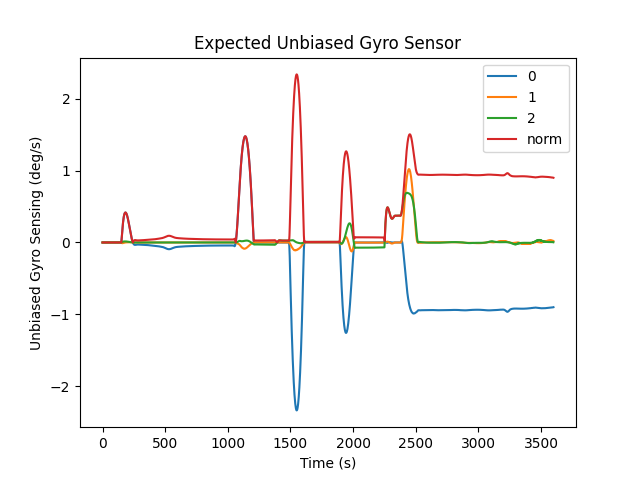 Expected Unbiased Gyro Sensor
Unbiased Gyro Sensing (deg/s)
2
1
0
−1
−2
0
1
2
norm
0 500 1000 1500 2000 2500 3000 3500
Time (s)